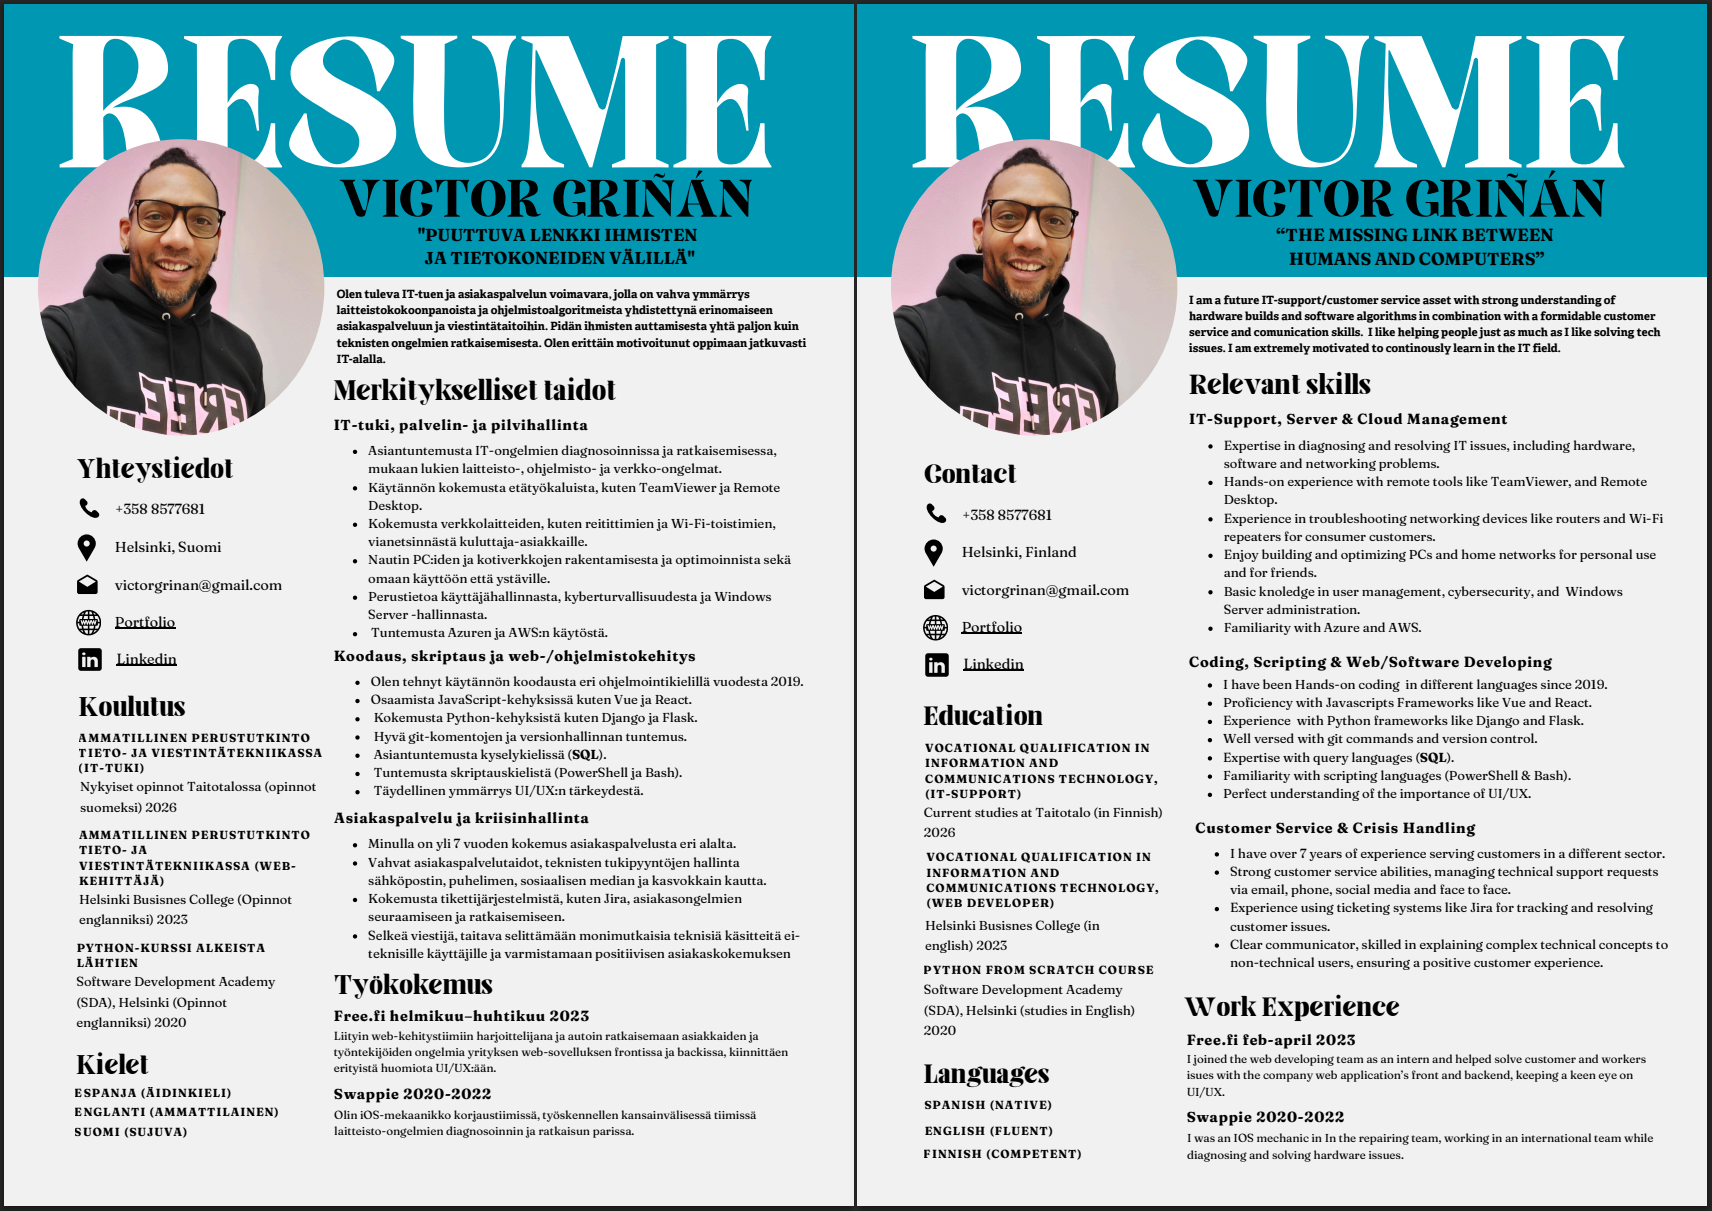 RESUME
VICTOR GRIÑÁN
"PUUTTUVA LENKKI IHMISTEN
JA TIETOKONEIDEN VÄLILLÄ"
Olen tuleva IT-tuen ja asiakaspalvelun voimavara, jolla on vahva ymmärrys
laitteistokokoonpanoista ja ohjelmistoalgoritmeista yhdistettynä erinomaiseen
asiakaspalveluun ja viestintätaitoihin. Pidän ihmisten auttamisesta yhtä paljon kuin
teknisten ongelmien ratkaisemisesta. Olen erittäin motivoitunut oppimaan jatkuvasti
IT-alalla.
FREE
Yhteystiedot
+358 8577681
Helsinki, Suomi
victorgrinan@gmail.com
Portfolio
Linkedin
Koulutus
AMMATILLINEN PERUSTUTKINTO
TIETO- JA VIESTINTÄTEKNIIKASSA
(IT-TUKI)
Nykyiset opinnot Taitotalossa (opinnot
suomeksi) 2026
AMMATILLINEN PERUSTUTKINTO
TIETO- JA
VIESTINTÄTEKNIIKASSA (WEB-
KEHITTÄJÄ)
Helsinki Busisnes College (Opinnot
englanniksi) 2023
PYTHON-KURSSI ALKEISTA
LÄHTIEN
Software Development Academy
(SDA), Helsinki (Opinnot
englanniksi) 2020
Kielet
ESPANJA (ÄIDINKIELI)
ENGLANTI (AMMATTILAINEN)
SUOMI (SUJUVA)
Merkitykselliset taidot
IT-tuki, palvelin- ja pilvihallinta
• Asiantuntemusta IT-ongelmien diagnosoinnissa ja ratkaisemisessa,
mukaan lukien laitteisto-, ohjelmisto- ja verkko-ongelmat.
• Käytännön kokemusta etätyökaluista, kuten TeamViewer ja Remote
Desktop.
• Kokemusta verkkolaitteiden, kuten reitittimien ja Wi-Fi-toistimien,
vianetsinnästä kuluttaja-asiakkaille.
• Nautin PC:iden ja kotiverkkojen rakentamisesta ja optimoinnista sekä
omaan käyttöön että ystäville.
• Perustietoa käyttäjähallinnasta, kyberturvallisuudesta ja Windows
Server -hallinnasta.
• Tuntemusta Azuren ja AWS:n käytöstä.
Koodaus, skriptaus ja web-/ohjelmistokehitys
• Olen tehnyt käytännön koodausta eri ohjelmointikielillä vuodesta 2019.
• Osaamista JavaScript-kehyksissä kuten Vue ja React.
• Kokemusta Python-kehyksistä kuten Django ja Flask.
• Hyvä git-komentojen ja versionhallinnan tuntemus.
• Asiantuntemusta kyselykielissä (SQL).
• Tuntemusta skriptauskielistä (PowerShell ja Bash).
• Täydellinen ymmärrys UI/UX:n tärkeydestä.
Asiakaspalvelu ja kriisinhallinta
• Minulla on yli 7 vuoden kokemus asiakaspalvelusta eri alalta.
• Vahvat asiakaspalvelutaidot, teknisten tukipyyntöjen hallinta
sähköpostin, puhelimen, sosiaalisen median ja kasvokkain kautta.
• Kokemusta tikettijärjestelmistä, kuten Jira, asiakasongelmien
seuraamiseen ja ratkaisemiseen.
• Selkeä viestijä, taitava selittämään monimutkaisia teknisiä käsitteitä ei-
teknisille käyttäjille ja varmistamaan positiivisen asiakaskokemuksen
Työkokemus
Free.fi helmikuu–huhtikuu 2023
Liityin web-kehitystiimiin harjoittelijana ja autoin ratkaisemaan asiakkaiden ja
työntekijöiden ongelmia yrityksen web-sovelluksen frontissa ja backissa, kiinnittäen
erityistä huomiota UI/UX:ään.
Swappie 2020-2022
Olin iOS-mekaanikko korjaustiimissä, työskennellen kansainvälisessä tiimissä
laitteisto-ongelmien diagnosoinnin ja ratkaisun parissa.
RESUME
VICTOR GRIÑÁN
“THE MISSING LINK BETWEEN
HUMANS AND COMPUTERS”
I am a future IT-support/customer service asset with strong understanding of
hardware builds and software algorithms in combination with a formidable customer
service and comunication skills. I like helping people just as much as I like solving tech
issues. I am extremely motivated to continously learn in the IT field.
FREE
Contact
+358 8577681
Helsinki, Finland
victorgrinan@gmail.com
Portfolio
Linkedin
Education
VOCATIONAL QUALIFICATION IN
INFORMATION AND
COMMUNICATIONS TECHNOLOGY,
(IT-SUPPORT)
Current studies at Taitotalo (in Finnish)
2026
VOCATIONAL QUALIFICATION IN
INFORMATION AND
COMMUNICATIONS TECHNOLOGY,
(WEB DEVELOPER)
Helsinki Busisnes College (in
english) 2023
PYTHON FROM SCRATCH COURSE
Software Development Academy
(SDA), Helsinki (studies in English)
2020
Languages
SPANISH (NATIVE)
ENGLISH (FLUENT)
FINNISH (COMPETENT)
Relevant skills
IT-Support, Server & Cloud Management
• Expertise in diagnosing and resolving IT issues, including hardware,
software and networking problems.
• Hands-on experience with remote tools like TeamViewer, and Remote
Desktop.
• Experience in troubleshooting networking devices like routers and Wi-Fi
repeaters for consumer customers.
• Enjoy building and optimizing PCs and home networks for personal use
and for friends.
• Basic knoledge in user management, cybersecurity, and Windows
Server administration.
• Familiarity with Azure and AWS.
Coding, Scripting & Web/Software Developing
• I have been Hands-on coding in different languages since 2019.
• Proficiency with Javascripts Frameworks like Vue and React.
• Experience with Python frameworks like Django and Flask.
• Well versed with git commands and version control.
• Expertise with query languages (SQL).
• Familiarity with scripting languages (PowerShell & Bash).
• Perfect understanding of the importance of UI/UX.
Customer Service & Crisis Handling
• I have over 7 years of experience serving customers in a different sector.
• Strong customer service abilities, managing technical support requests
via email, phone, social media and face to face.
• Experience using ticketing systems like Jira for tracking and resolving
customer issues.
• Clear communicator, skilled in explaining complex technical concepts to
non-technical users, ensuring a positive customer experience.
Work Experience
Free.fi feb-april 2023
I joined the web developing team as an intern and helped solve customer and workers
isues with the company web application's front and backend, keeping a keen eye on
UI/UX.
Swappie 2020-2022
I was an IOS mechanic in In the repairing team, working in an international team while
diagnosing and solving hardware issues.